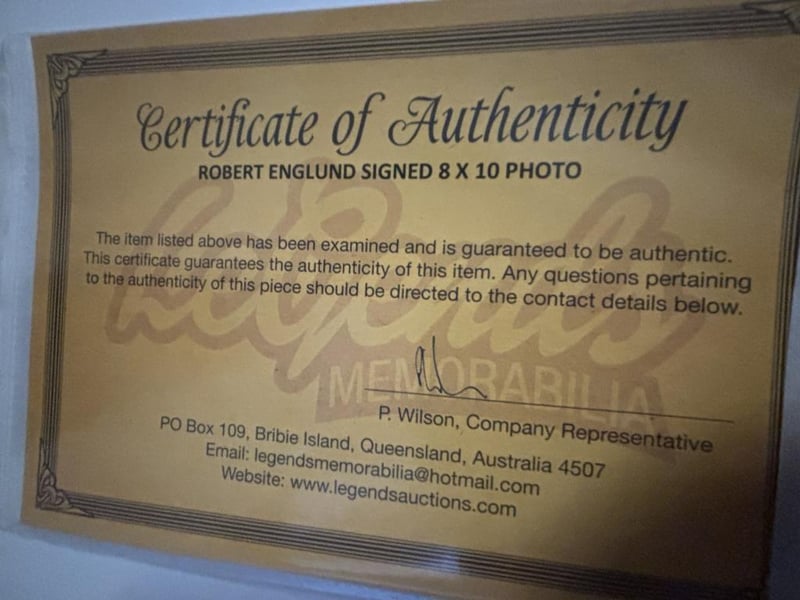 Certificate of Authenticity
ROBERT ENGLUND SIGNED 8 X 10 PHOTO
Legends
MEMORABILIA
The item listed above has been examined and is guaranteed to be authentic.
This certificate guarantees the authenticity of this item. Any questions pertaining
to the authenticity of this piece should be directed to the contact details below.
P. Wilson, Company Representative
PO Box 109, Bribie Island, Queensland, Australia 4507
Email: legendsmemorabilia@hotmail.com
Website: www.legendsauctions.com